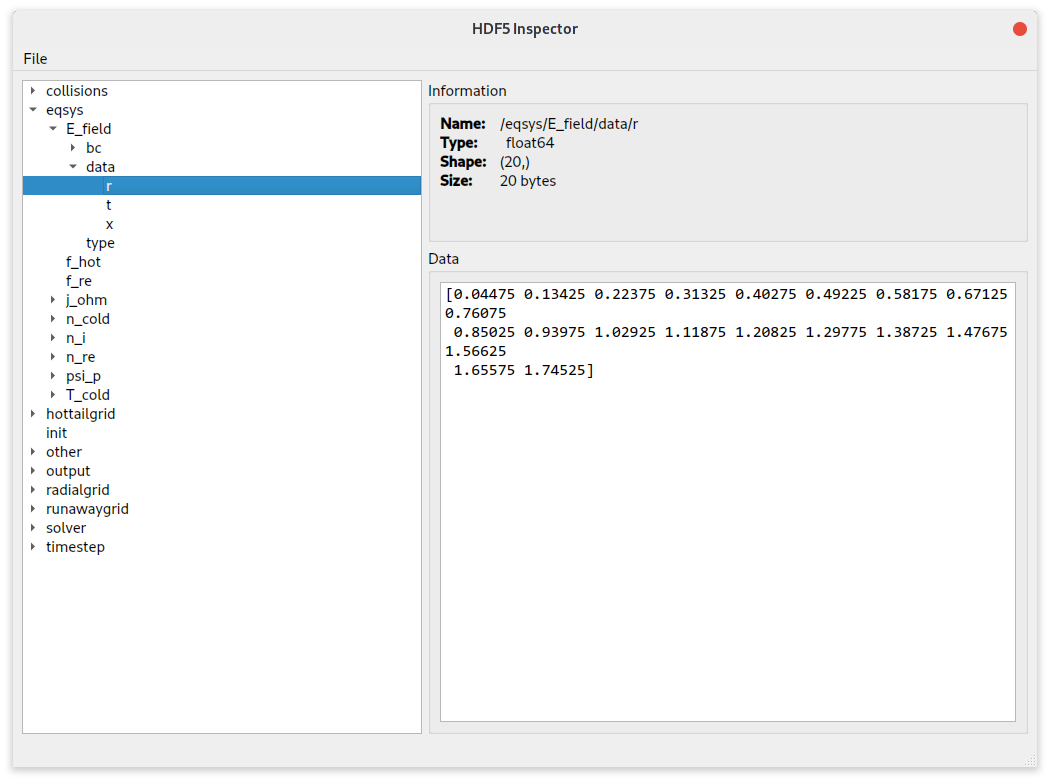 HDF5 Inspector
File
collisions
eqsys
E_field
bc
data
r
t
x
type
f_hot
f_re
j_ohm
n_cold
n_i
n_re
psi_p
T_cold
hottailgrid
init
other
output
radialgrid
runawaygrid
solver
timestep
Information
Name: /eqsys/E_field/data/r
Type: float64
Shape: (20,)
Size: 20 bytes
Data
[0.04475 0.13425 0.22375 0.31325 0.40275 0.49225 0.58175 0.67125
0.76075
0.85025 0.93975 1.02925 1.11875 1.20825 1.29775 1.38725 1.47675
1.56625
1.65575 1.74525]